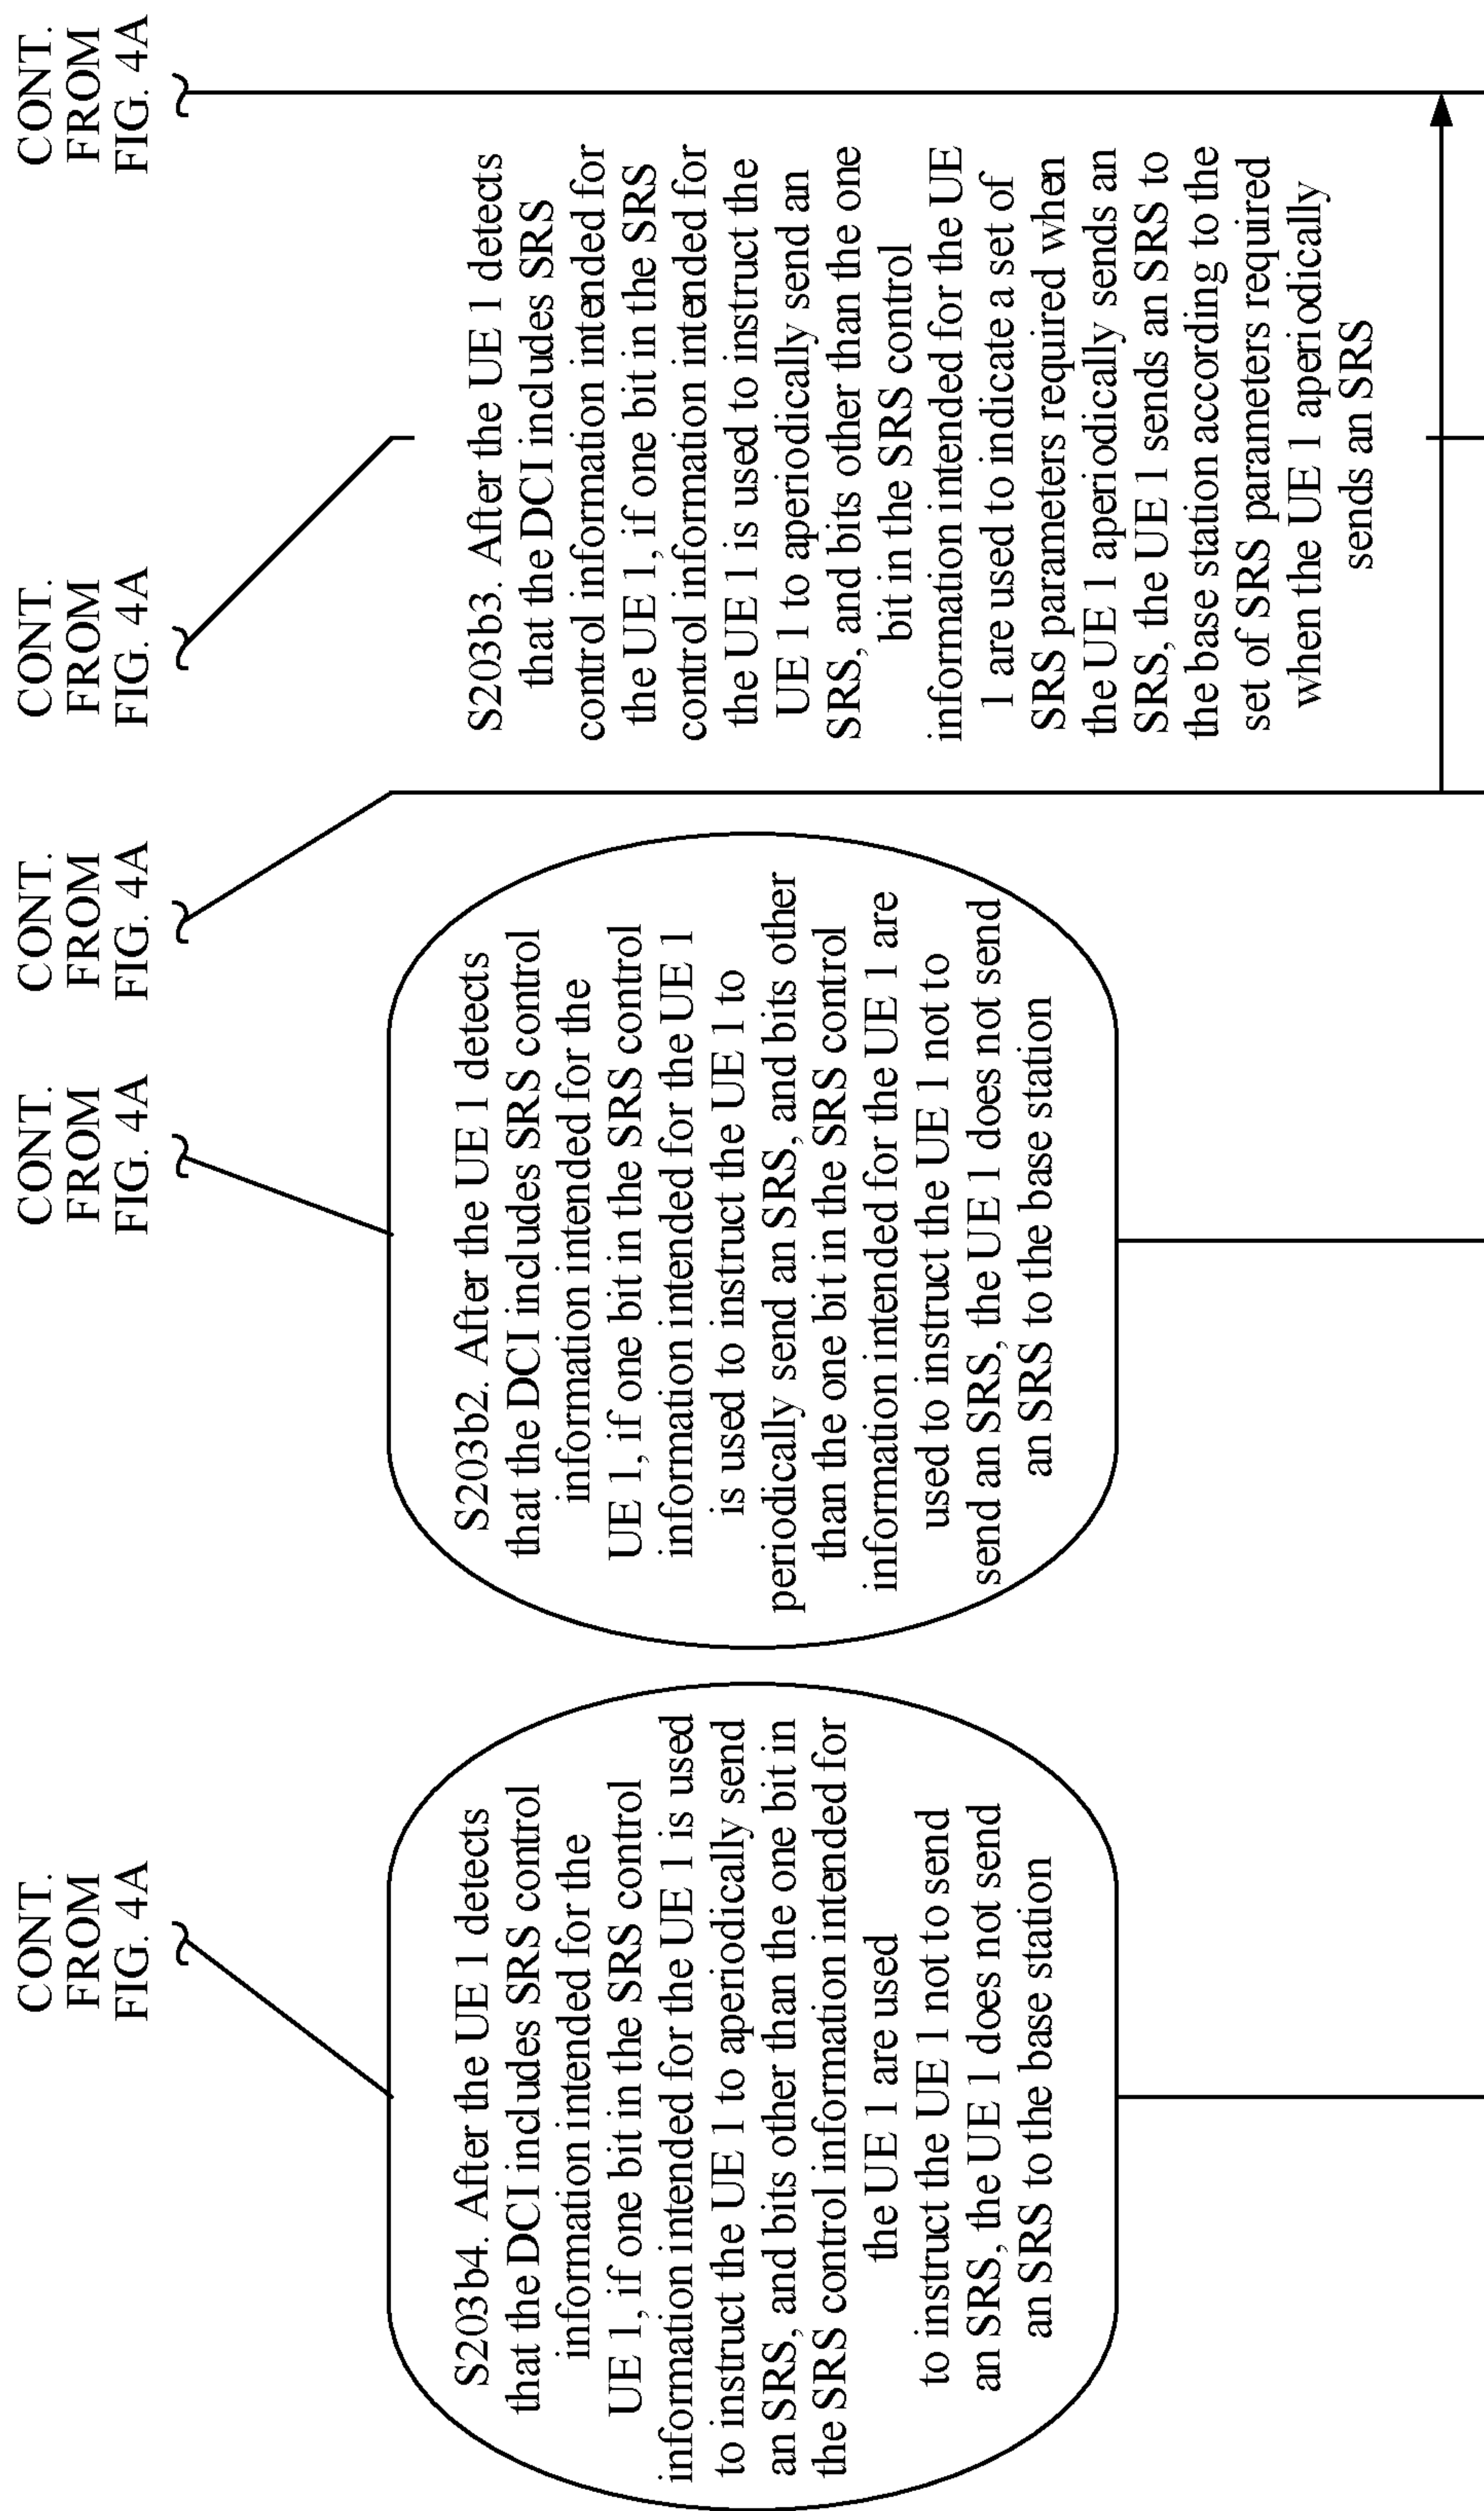 CONT.
FROM
FIG. 4A
CONT.
FROM
FIG. 4A
CONT.
FROM
FIG. 4A
CONT.
FROM
FIG. 4A
CONT.
FROM
FIG. 4A
S203b4. After the UE 1 detects
that the DCI includes SRS control
information intended for the
UE 1, if one bit in the SRS control
information intended for the UE 1 is used
to instruct the UE 1 to aperiodically send
an SRS, and bits other than the one bit in
the SRS control information intended for
the UE 1 are used
to instruct the UE 1 not to send
an SRS, the UE 1 does not send
an SRS to the base station
S203b2. After the UE 1 detects
that the DCI includes SRS control
information intended for the
UE 1, if one bit in the SRS control
information intended for the UE 1
is used to instruct the UE 1 to
periodically send an SRS, and bits other
than the one bit in the SRS control
information intended for the UE 1 are
used to instruct the UE 1 not to
send an SRS, the UE 1 does not send
an SRS to the base station
S203b3. After the UE 1 detects
that the DCI includes SRS
control information intended for
the UE 1, if one bit in the SRS
control information intended for
the UE 1 is used to instruct the
UE 1 to aperiodically send an
SRS, and bits other than the one
bit in the SRS control
information intended for the UE
1 are used to indicate a set of
SRS parameters required when
the UE 1 aperiodically sends an
SRS, the UE 1 sends an SRS to
the base station according to the
set of SRS parameters required
when the UE 1 aperiodically
sends an SRS